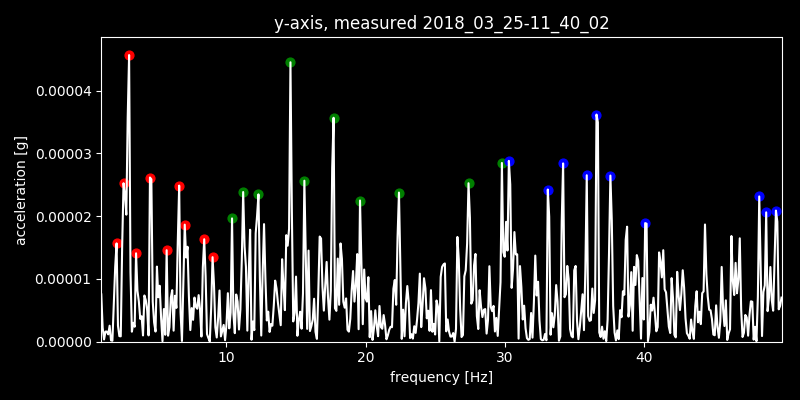 y-axis, measured 2018_03_25-11_40_02
0.00004
0.00003
0.00002
0.00001
0.00000
acceleration [g]
10 20 30 40
frequency [Hz]